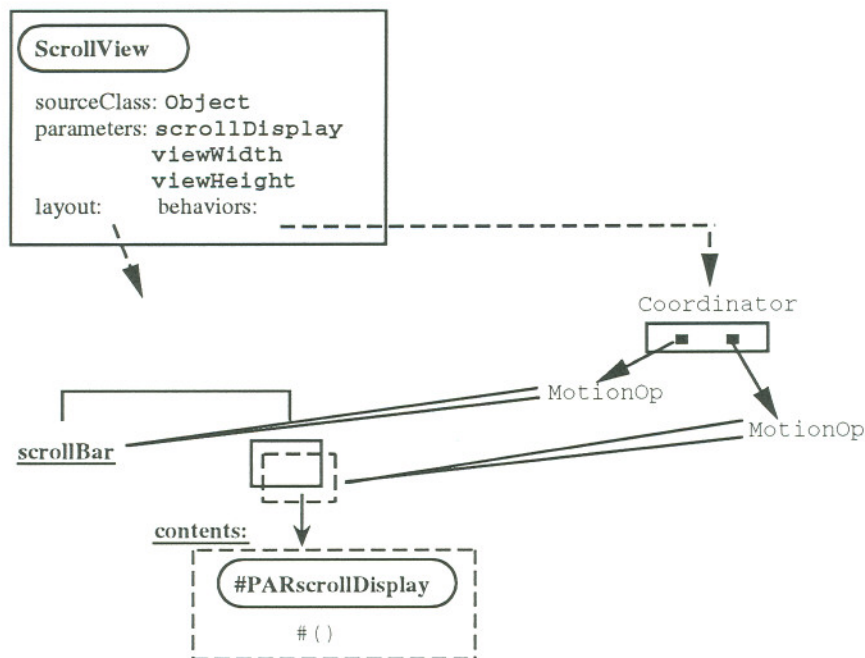 ScrollView
sourceClass: Object
parameters: scrollDisplay
viewWidth
viewHeight
layout: behaviors:
Coordinator
MotionOp
MotionOp
scrollBar
contents:
#PARscrollDisplay
#()